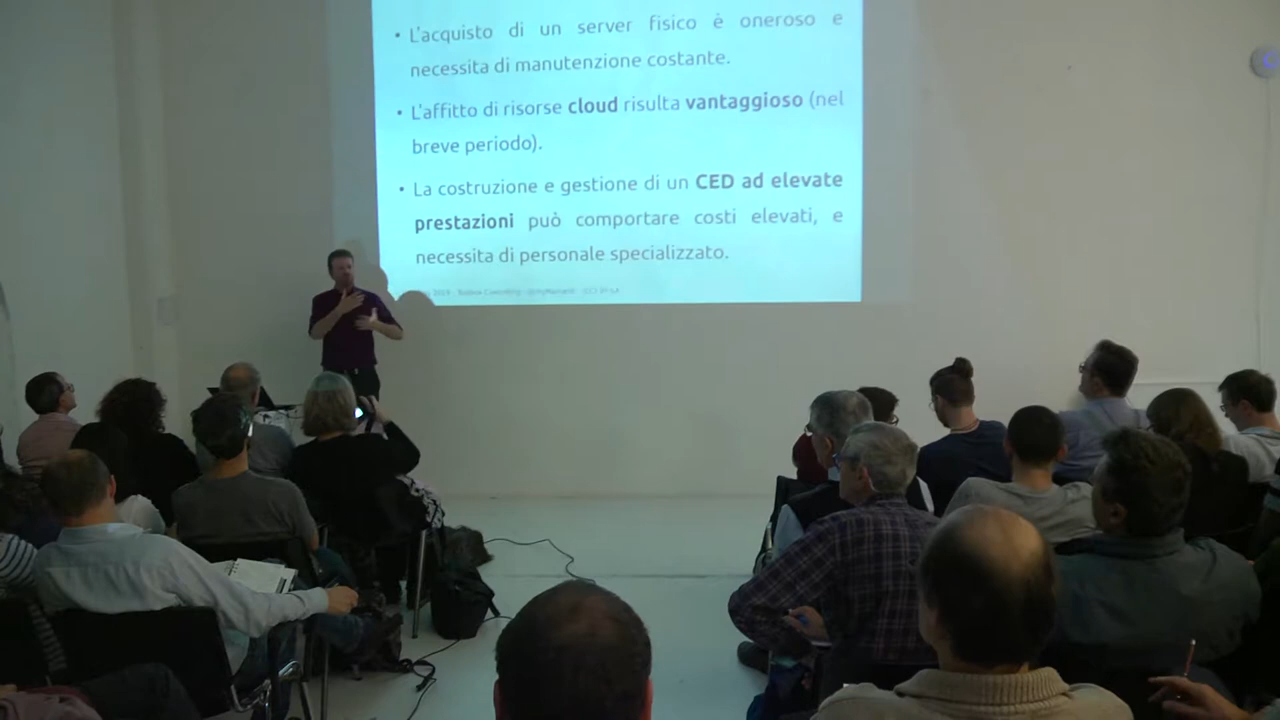 • L'acquisto di un server fisico è oneroso e
necessita di manutenzione costante.
• L'affitto di risorse cloud risulta vantaggioso (nel
breve periodo).
• La costruzione e gestione di un CED ad elevate
prestazioni può comportare costi elevati, e
necessita di personale specializzato.